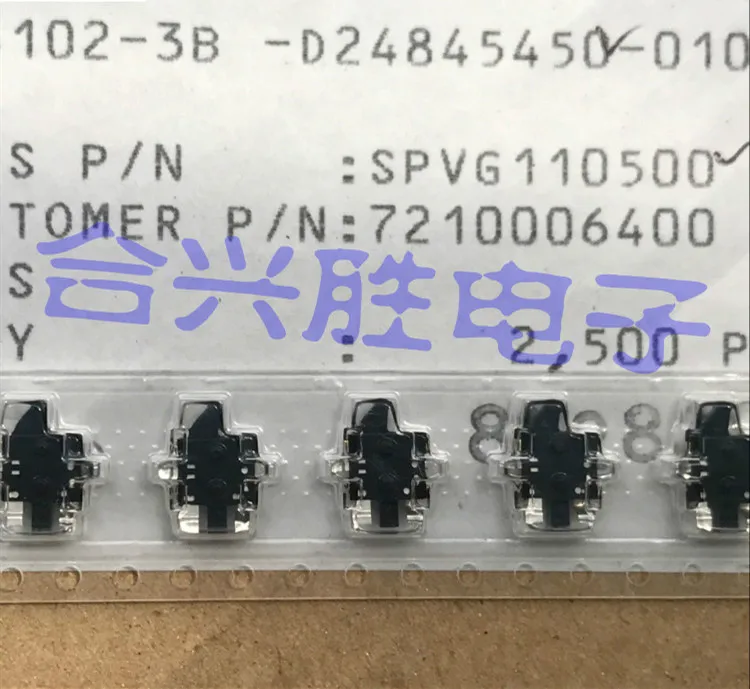 102-3B -D24845450-010
S P/N :SPVG110500
TOMER P/N:7210006400
合兴胜电子
S
Y : 2,500 P